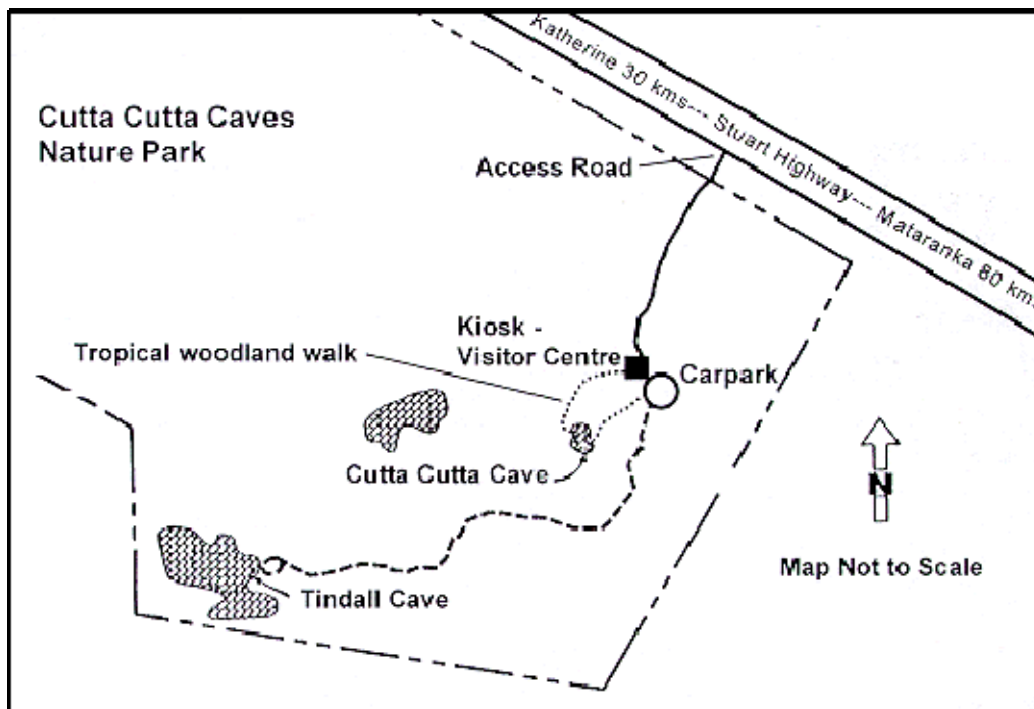 Katherine 30 kms--- Stuart Highway--- Mataranka 80 kms
Cutta Cutta Caves
Nature Park
Access Road
Kiosk -
Visitor Centre
Tropical woodland walk
Carpark
Cutta Cutta Cave
N
Map Not to Scale
Tindall Cave